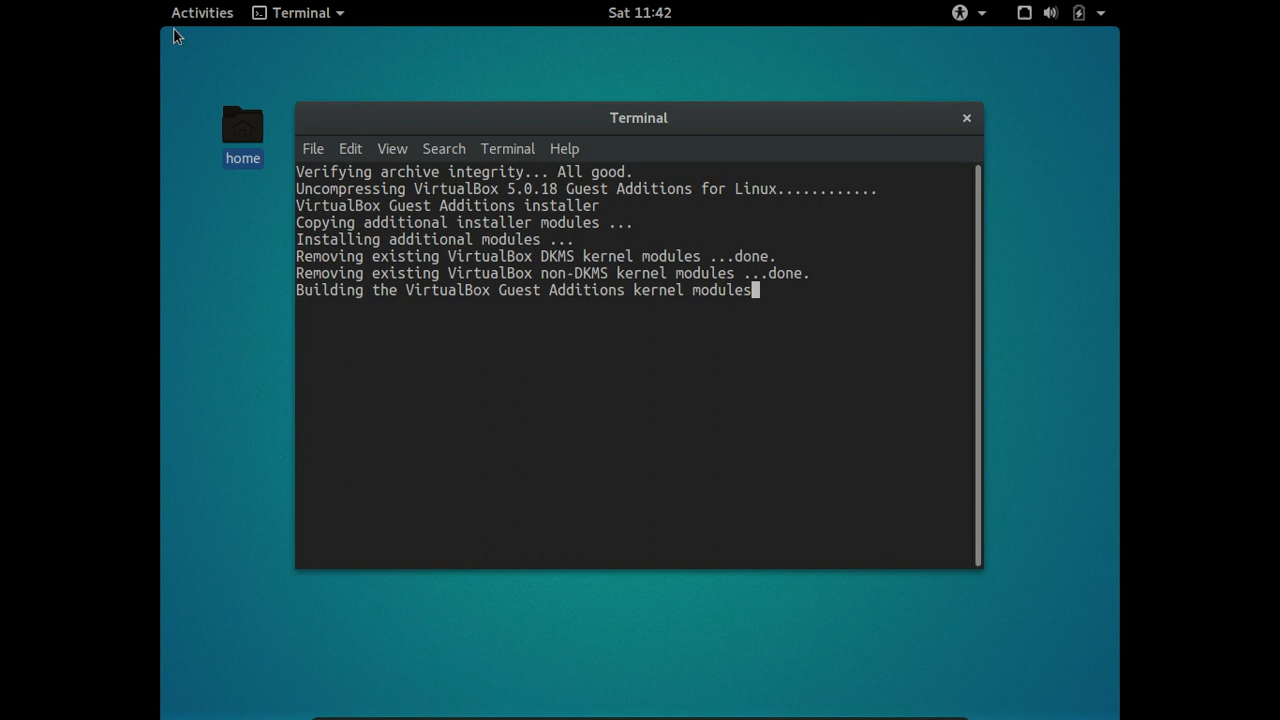 Activities Terminal Sat 11:42
home
Terminal ×
File Edit View Search Terminal Help
Verifying archive integrity... All good.
Uncompressing VirtualBox 5.0.18 Guest Additions for Linux............
VirtualBox Guest Additions installer
Copying additional installer modules ...
Installing additional modules ...
Removing existing VirtualBox DKMS kernel modules ...done.
Removing existing VirtualBox non-DKMS kernel modules ...done.
Building the VirtualBox Guest Additions kernel modules